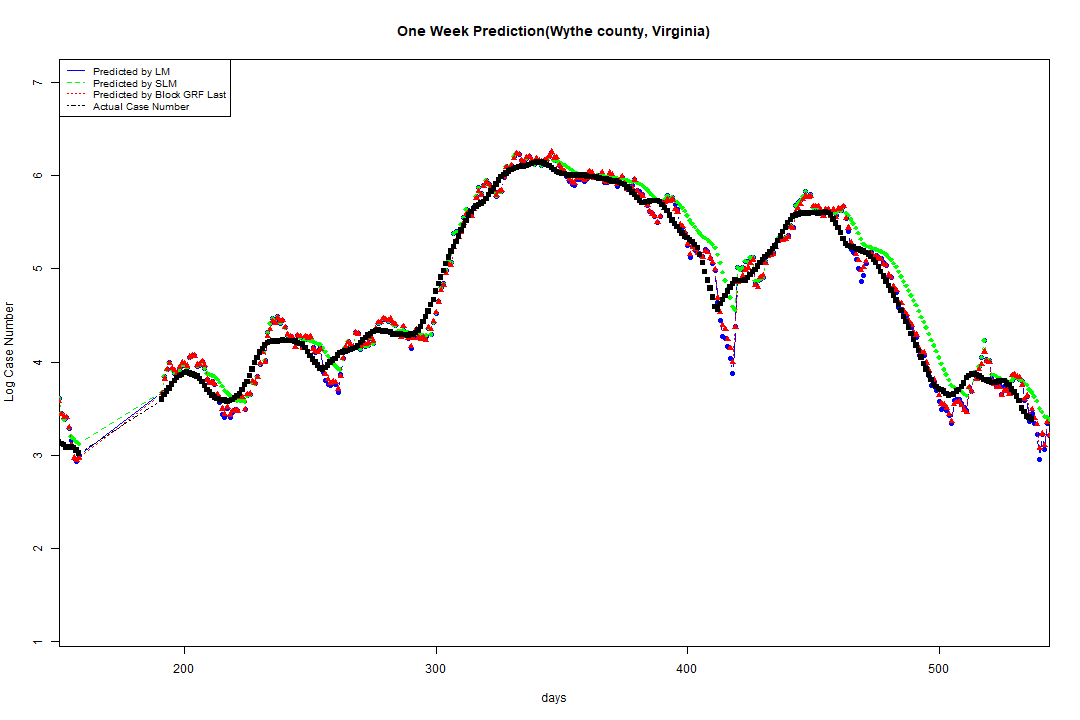 One Week Prediction(Wythe county, Virginia)
Predicted by LM
Predicted by SLM
Predicted by Block GRF Last
Actual Case Number
Log Case Number
7
6
5
4
3
2
1
200 300 400 500
days